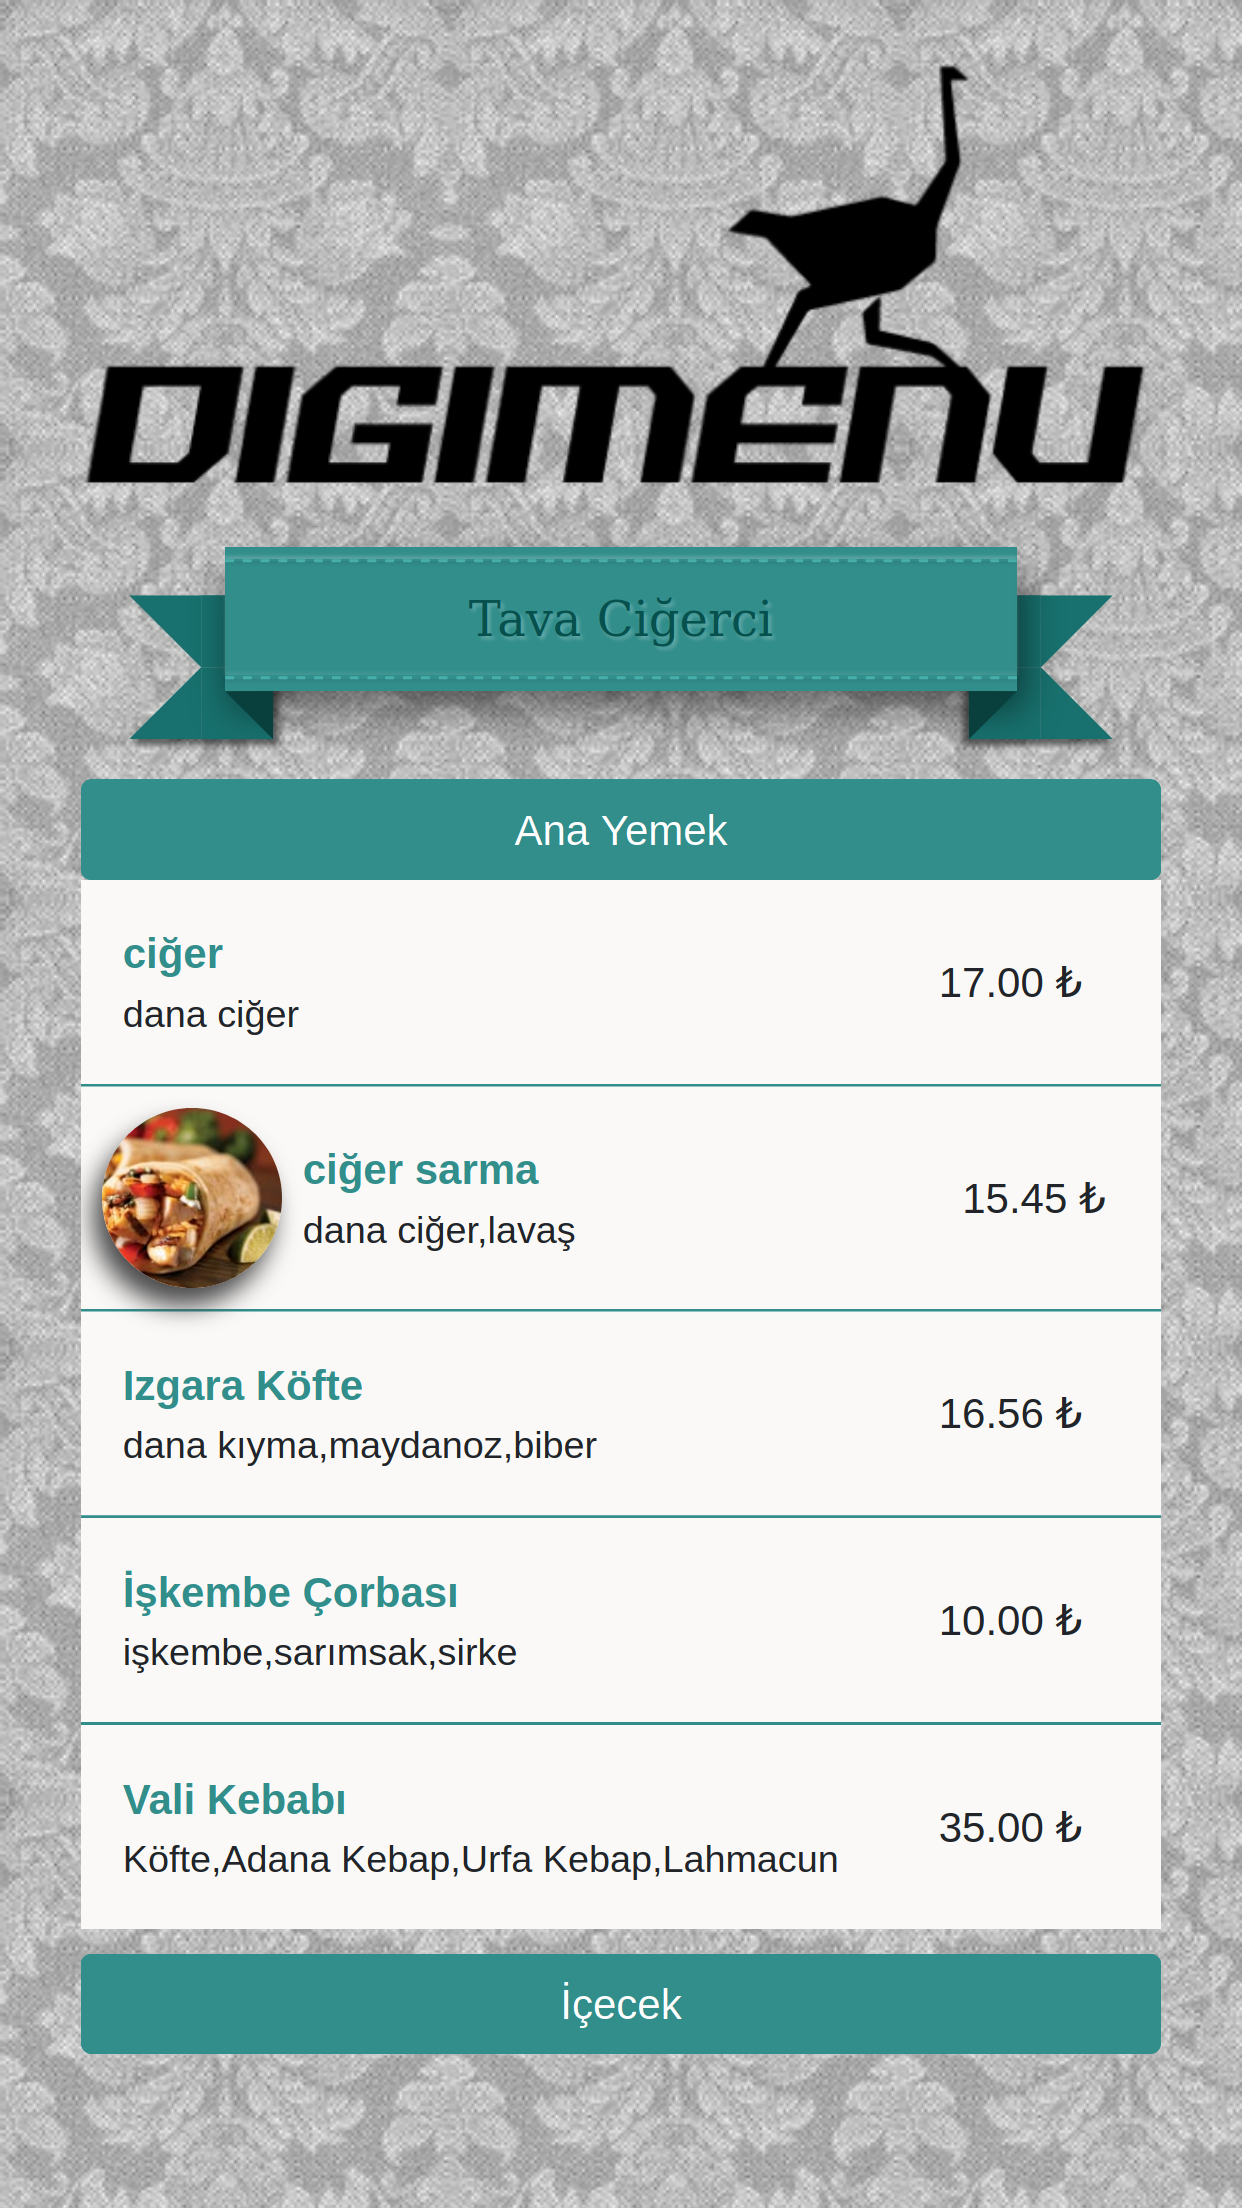 DIGIMENU
Tava Ciğerci
Ana Yemek
ciğer
dana ciğer
17.00 ₺
ciğer sarma
dana ciğer,lavaş
15.45 ₺
Izgara Köfte
dana kıyma,maydanoz,biber
16.56 ₺
İşkembe Çorbası
işkembe,sarımsak,sirke
10.00 ₺
Vali Kebabı
Köfte,Adana Kebap,Urfa Kebap,Lahmacun
35.00 ₺
İçecek